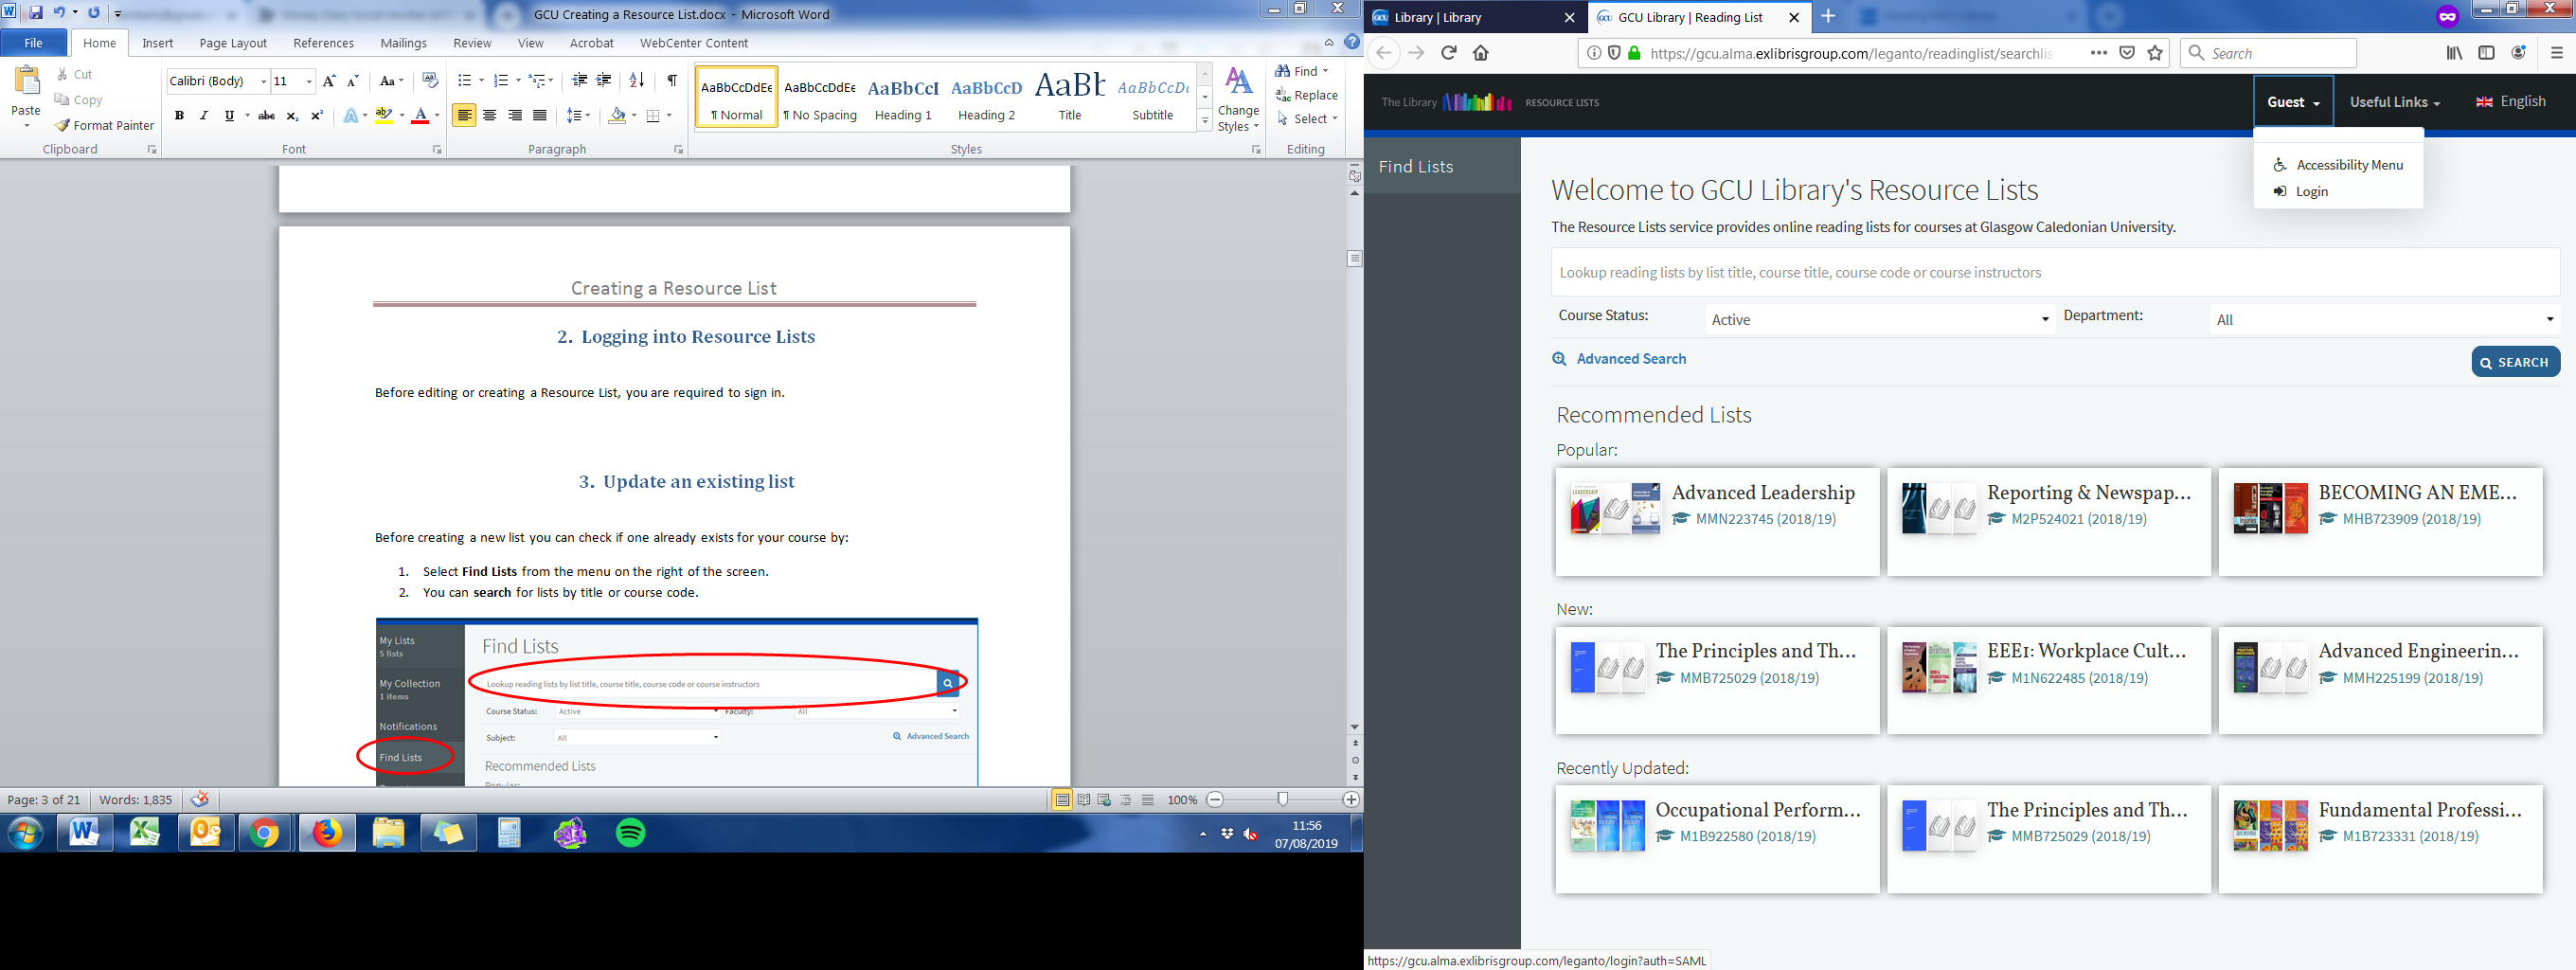 GCU Creating a Resource List.docx - Microsoft Word
File Home Insert Page Layout References Mailings Review View Acrobat WebCenter Content
Paste
Cut
Copy
Format Painter
Clipboard
Calibri (Body) 11
Font
Paragraph
AaBbCcDdEe AaBbCcDdEe AaBbCcI AaBbCcD AaBb AaBbCcDd
¶ Normal ¶ No Spacing Heading 1 Heading 2 Title Subtitle
Change
Styles
Styles
Find
Replace
Select
Editing
Creating a Resource List
2. Logging into Resource Lists
Before editing or creating a Resource List, you are required to sign in.
3. Update an existing list
Before creating a new list you can check if one already exists for your course by:
1. Select Find Lists from the menu on the right of the screen.
2. You can search for lists by title or course code.
My Lists
5 lists
My Collection
1 items
Notifications
Find Lists
Find Lists
Lookup reading lists by list title, course title, course code or course instructors
Course Status: Active Faculty: All
Subject: All Advanced Search
Recommended Lists
Popular:
Page: 3 of 21 Words: 1,835 100%
11:56
07/08/2019
Library | Library
GCU Library | Reading List
https://gcu.alma.exlibrisgroup.com/leganto/readinglist/searchlis
Search
The Library RESOURCE LISTS
Guest Useful Links English
Accessibility Menu
Login
Find Lists
Welcome to GCU Library's Resource Lists
The Resource Lists service provides online reading lists for courses at Glasgow Caledonian University.
Lookup reading lists by list title, course title, course code or course instructors
Course Status: Active Department: All
Advanced Search SEARCH
Recommended Lists
Popular:
Advanced Leadership
MMN223745 (2018/19)
Reporting & Newspap...
M2P524021 (2018/19)
BECOMING AN EME...
MHB723909 (2018/19)
New:
The Principles and Th...
MMB725029 (2018/19)
EEE1: Workplace Cult...
M1N622485 (2018/19)
Advanced Engineerin...
MMH225199 (2018/19)
Recently Updated:
Occupational Perform...
M1B922580 (2018/19)
The Principles and Th...
MMB725029 (2018/19)
Fundamental Professi...
M1B723331 (2018/19)
https://gcu.alma.exlibrisgroup.com/leganto/login?auth=SAML